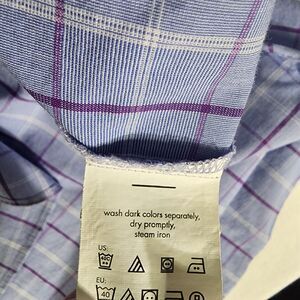 wash dark colors separately,
dry promptly,
steam iron
US:
EU:
40